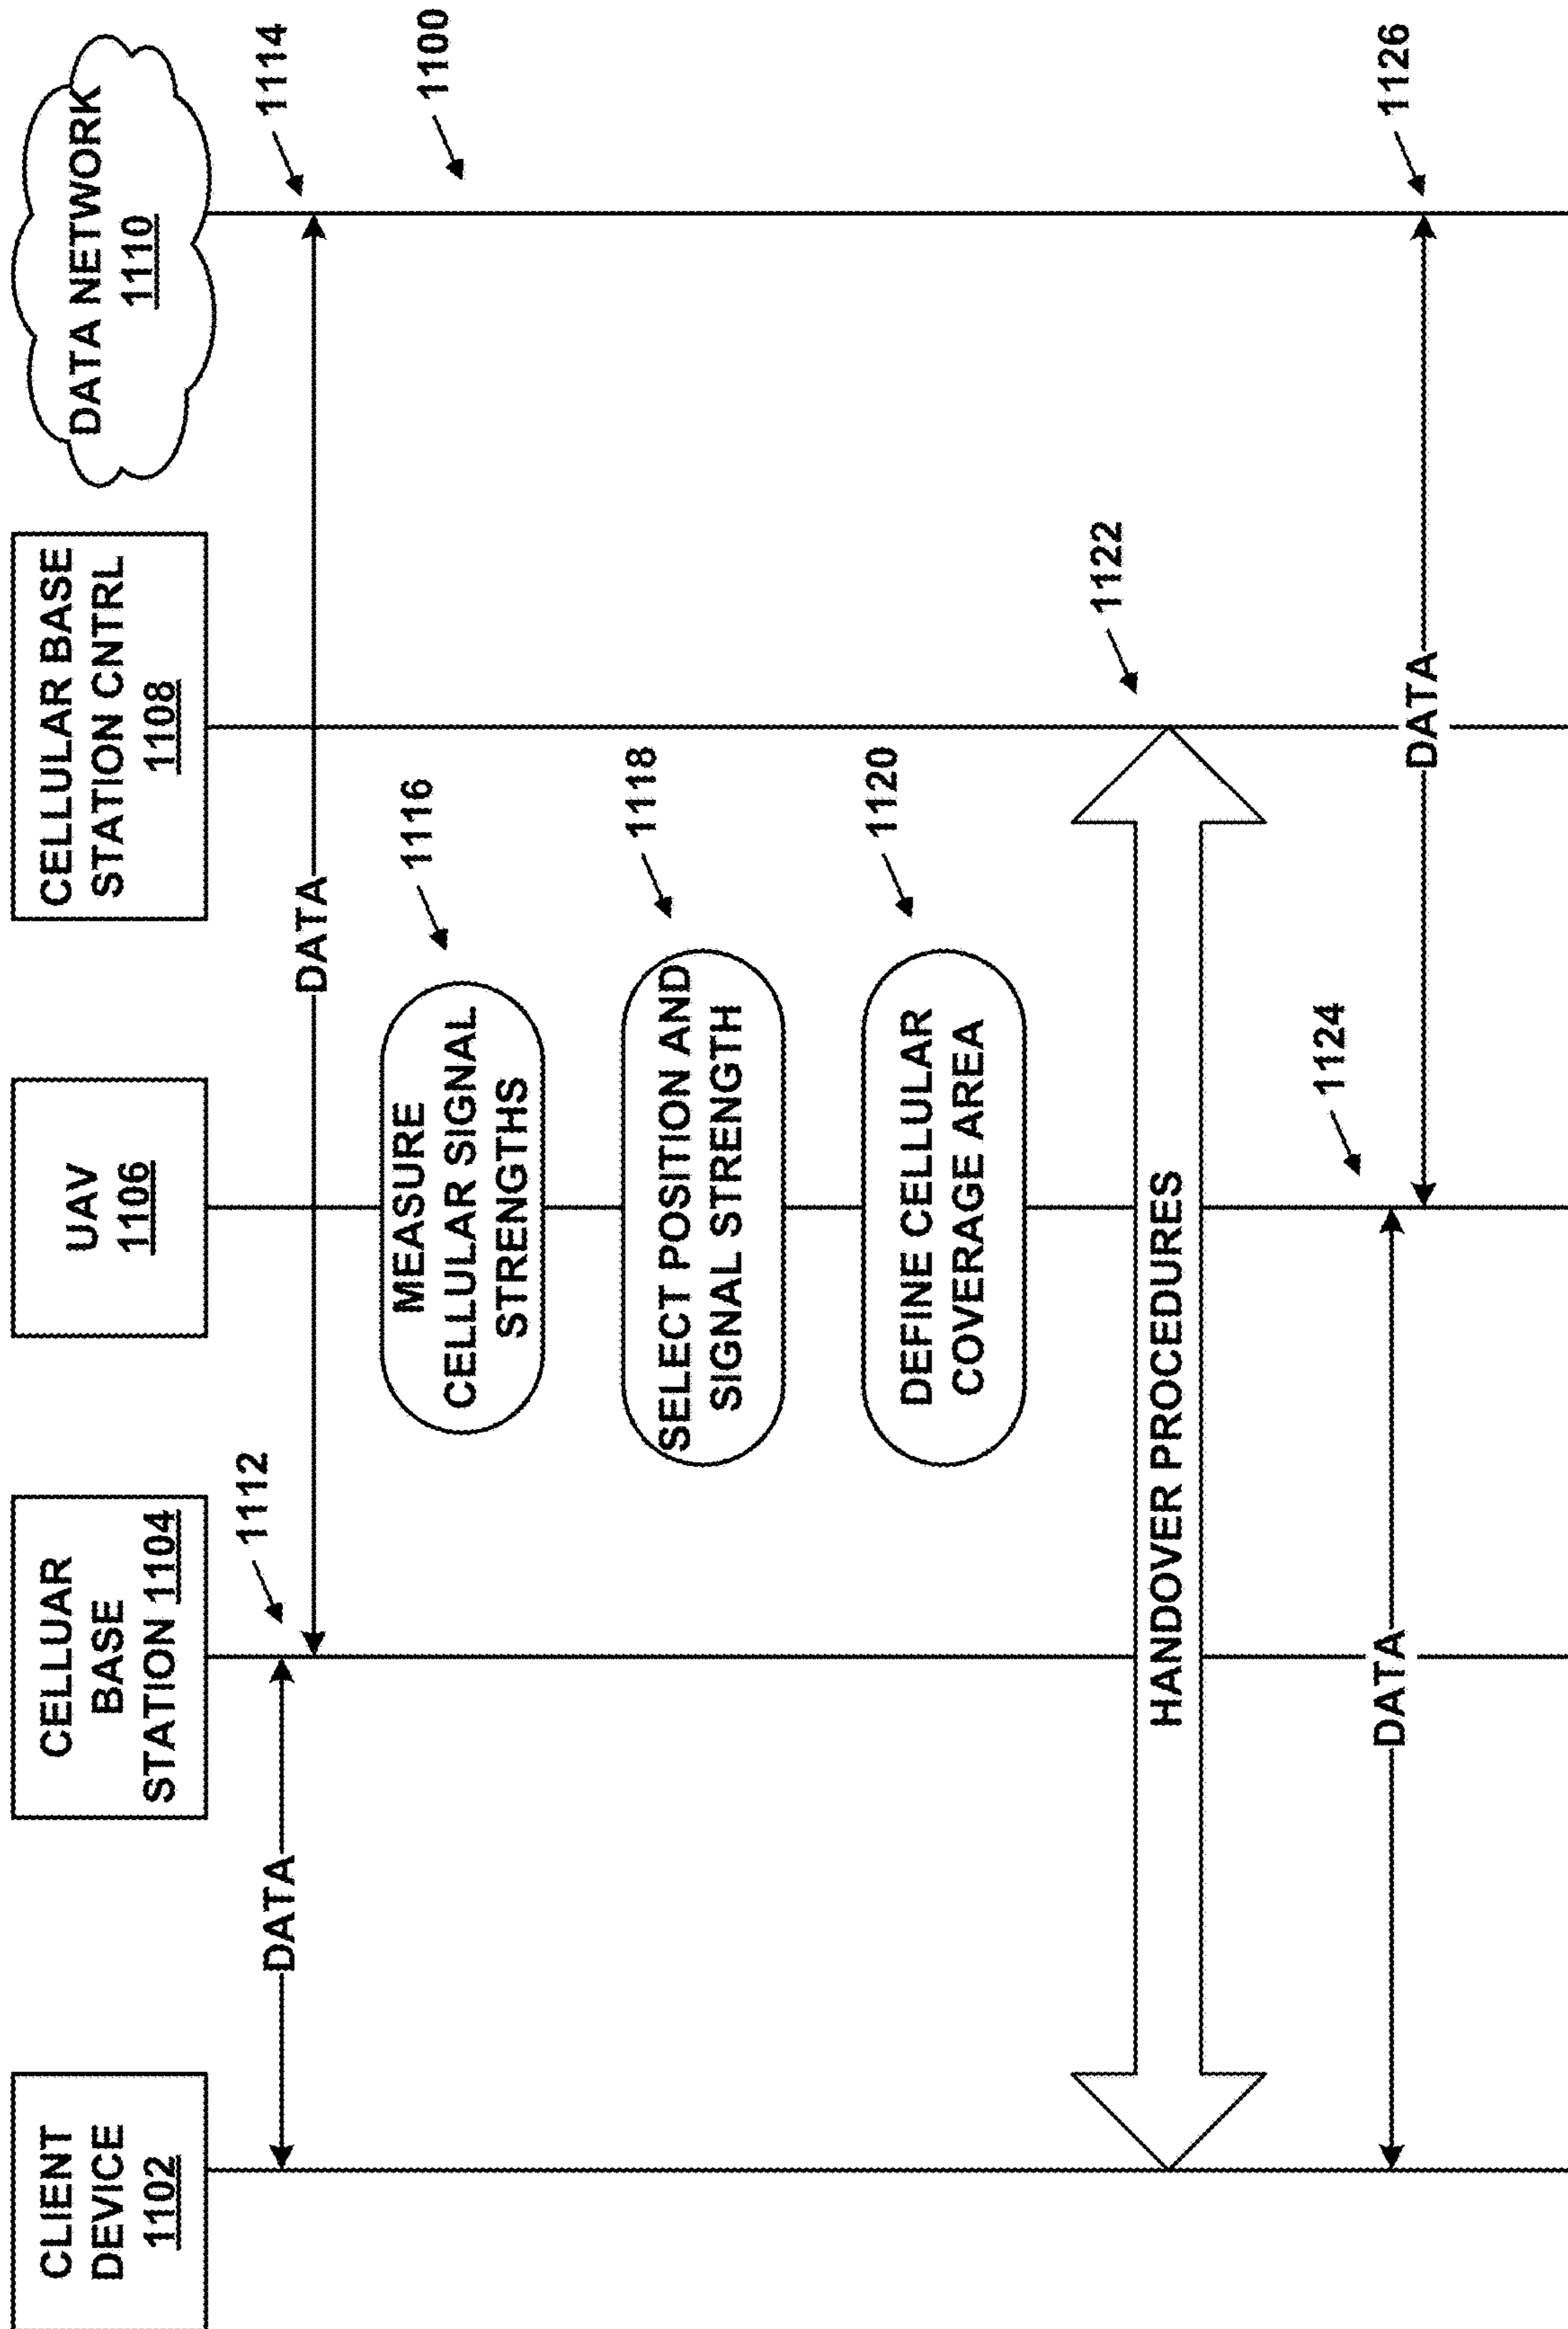 CLIENT
DEVICE
1102
CELLUAR
BASE
STATION 1104
UAV
1106
CELLULAR BASE
STATION CNTRL
1108
DATA NETWORK
1110
1112
DATA
1114
DATA
1100
MEASURE
CELLULAR SIGNAL
STRENGTHS
1116
SELECT POSITION AND
SIGNAL STRENGTH
1118
DEFINE CELLULAR
COVERAGE AREA
1120
1122
HANDOVER PROCEDURES
1124
DATA
1126
DATA